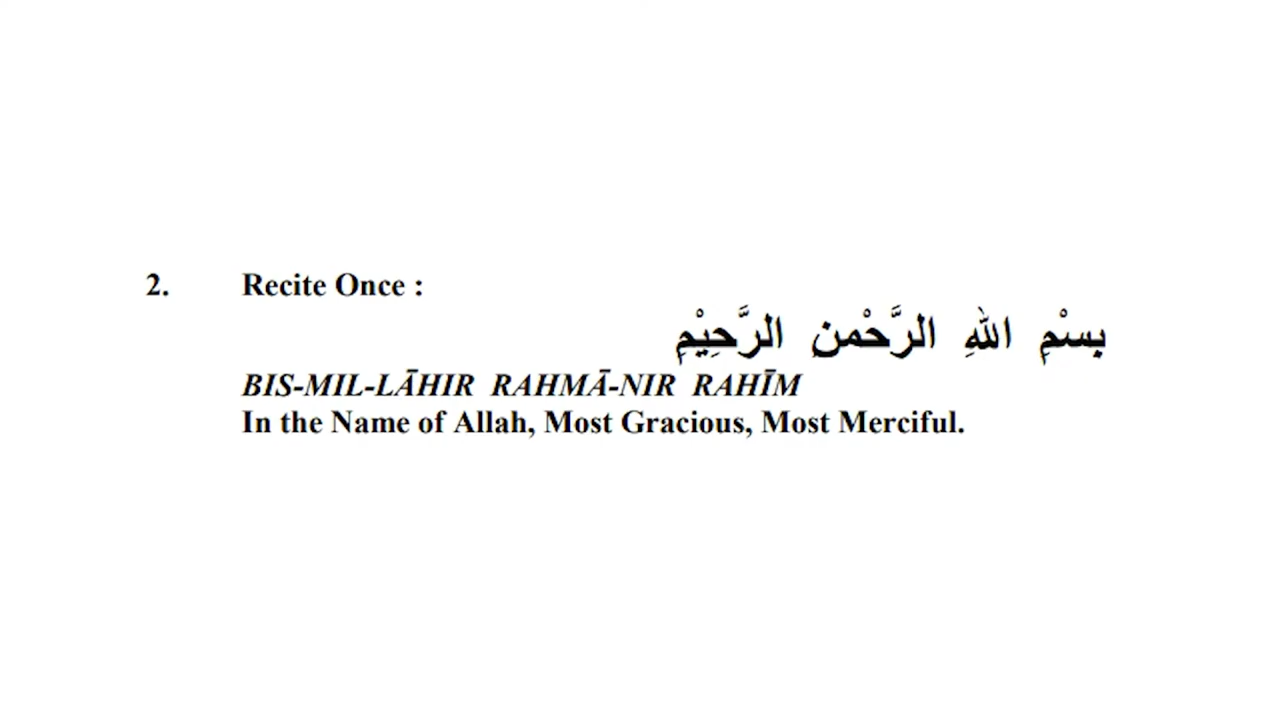 2. Recite Once :
بِسْمِ اللهِ الرَّحْمنِ الرَّحِيْمِ
BIS-MIL-LĀHIR RAHMĀ-NIR RAHĪM
In the Name of Allah, Most Gracious, Most Merciful.